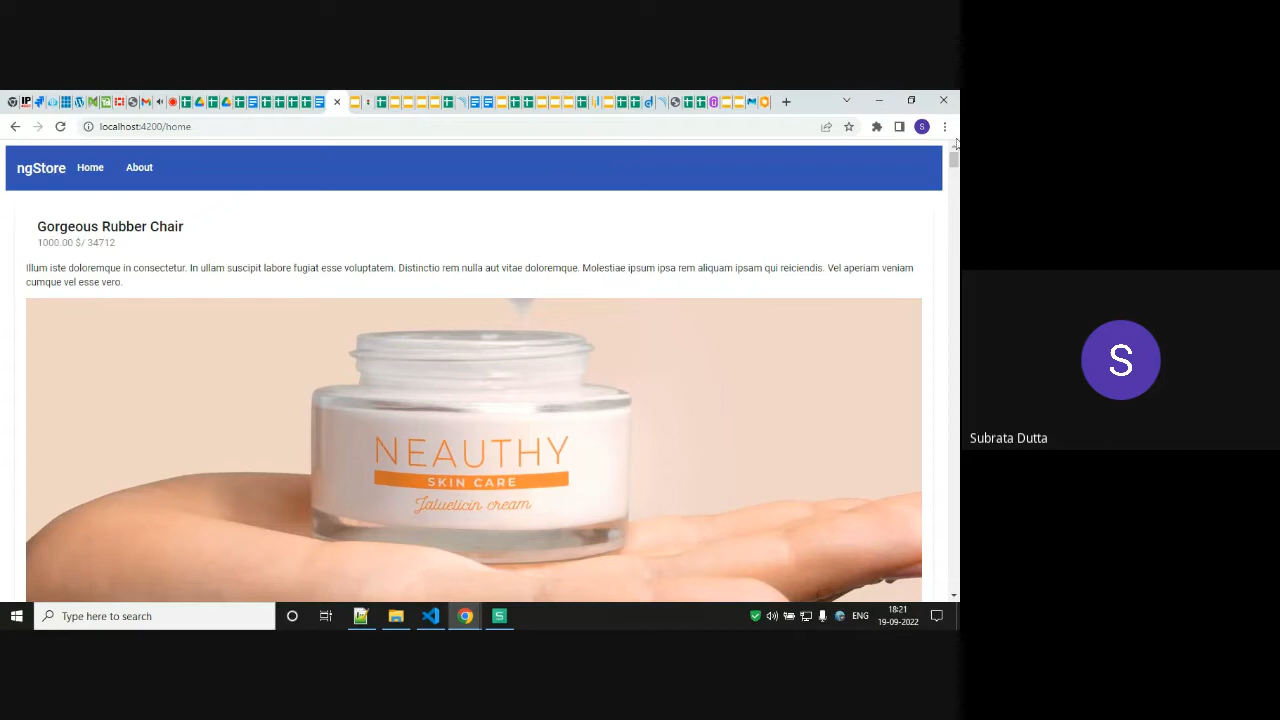 localhost:4200/home
ngStore Home About
Gorgeous Rubber Chair
1000.00 $/ 34712
Illum iste doloremque in consectetur. In ullam suscipit labore fugiat esse voluptatem. Distinctio rem nulla aut vitae doloremque. Molestiae ipsum ipsa rem aliquam ipsam qui reiciendis. Vel aperiam veniam
cumque vel esse vero.
NEAUTHY
SKIN CARE
Jaluelicin cream
S
Subrata Dutta
Type here to search
ENG
18:21
19-09-2022